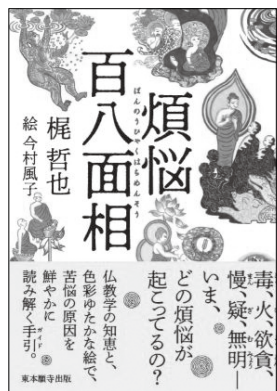 煩悩
百八面相
ぼんのうひゃくはちめんそう
梶 哲也
絵 今村風子
毒、火、欲貪、
慢、疑、無明―
いま、
どの煩悩が
起こってるの?
仏教学の知恵と、
色彩ゆたかな絵で、
苦悩の原因を
鮮やかに
読み解く手引。
ガイド
東本願寺出版